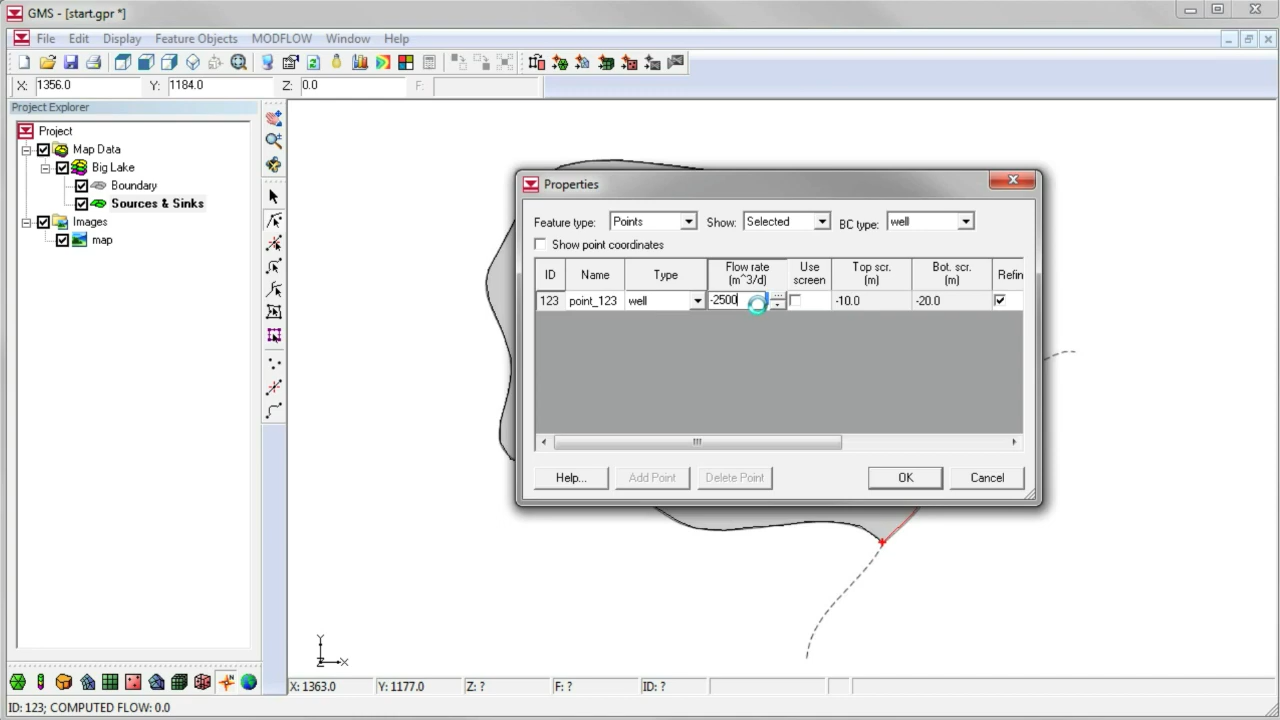 GMS - [start.gpr *]
File Edit Display Feature Objects MODFLOW Window Help
X: 1356.0 Y: 1184.0 Z: 0.0 F:
Project Explorer
Project
Map Data
Big Lake
Boundary
Sources & Sinks
Images
map
Properties
Feature type: Points Show: Selected BC type: well
Show point coordinates
ID Name Type Flow rate (m^3/d) Use screen Top scr. (m) Bot. scr. (m) Refin
123 point_123 well -2500 -10.0 -20.0
Help... Add Point Delete Point OK Cancel
Y
Z X
X: 1363.0 Y: 1177.0 Z: ? F: ? ID: ?
ID: 123; COMPUTED FLOW: 0.0